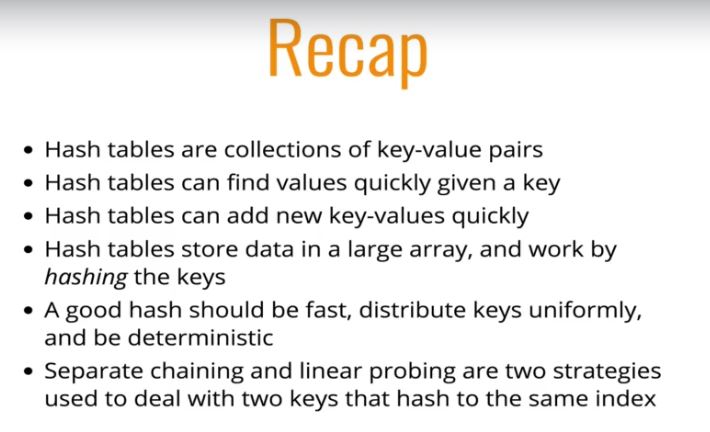 Recap
• Hash tables are collections of key-value pairs
• Hash tables can find values quickly given a key
• Hash tables can add new key-values quickly
• Hash tables store data in a large array, and work by
hashing the keys
• A good hash should be fast, distribute keys uniformly,
and be deterministic
• Separate chaining and linear probing are two strategies
used to deal with two keys that hash to the same index